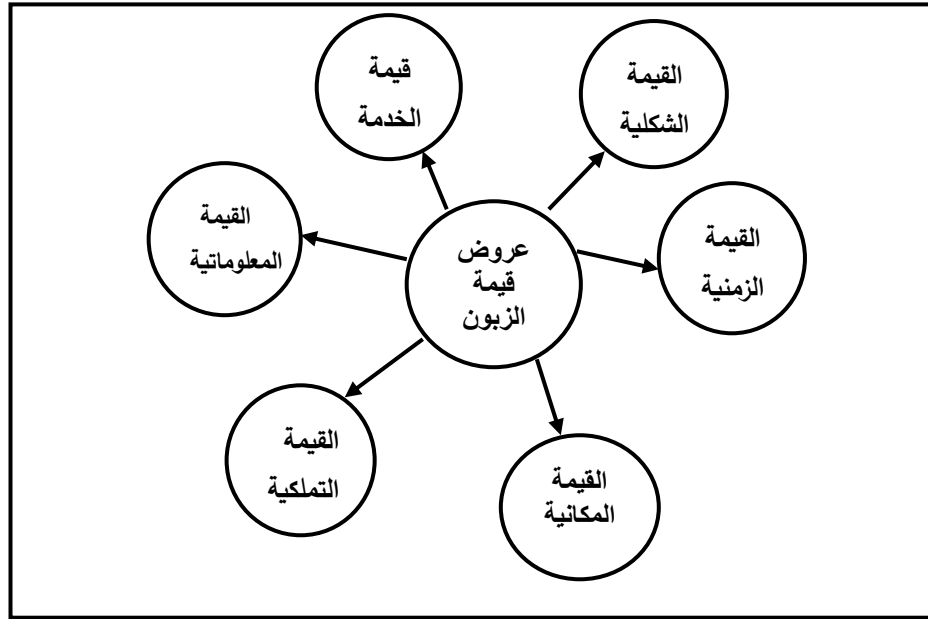 القيمة
الشكلية
قيمة
الخدمة
القيمة
الزمنية
القيمة
المعلوماتية
عروض
قيمة
الزبون
القيمة
التملكية
القيمة
المكانية